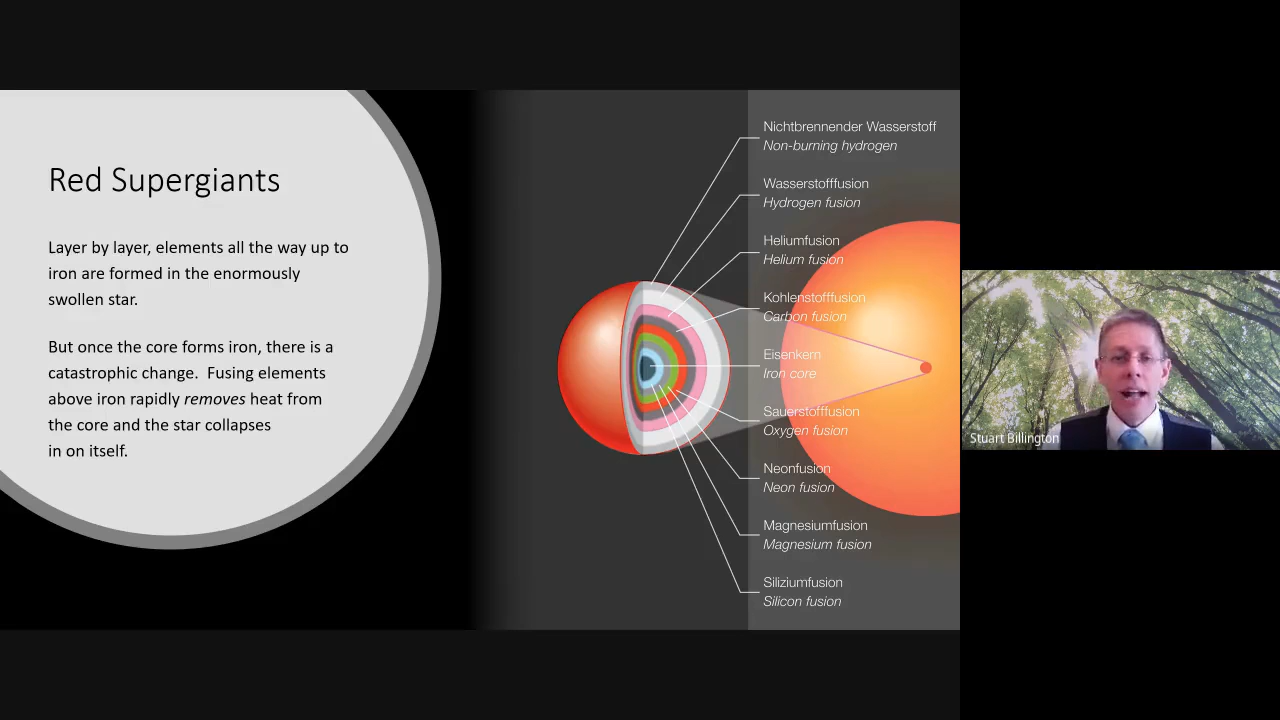 Red Supergiants
Layer by layer, elements all the way up to
iron are formed in the enormously
swollen star.
But once the core forms iron, there is a
catastrophic change.  Fusing elements
above iron rapidly removes heat from
the core and the star collapses
in on itself.
Nichtbrennender Wasserstoff
Non-burning hydrogen
Wasserstofffusion
Hydrogen fusion
Heliumfusion
Helium fusion
Kohlenstofffusion
Carbon fusion
Eisenkern
Iron core
Sauerstofffusion
Oxygen fusion
Neonfusion
Neon fusion
Magnesiumfusion
Magnesium fusion
Siliziumfusion
Silicon fusion
Stuart Billington